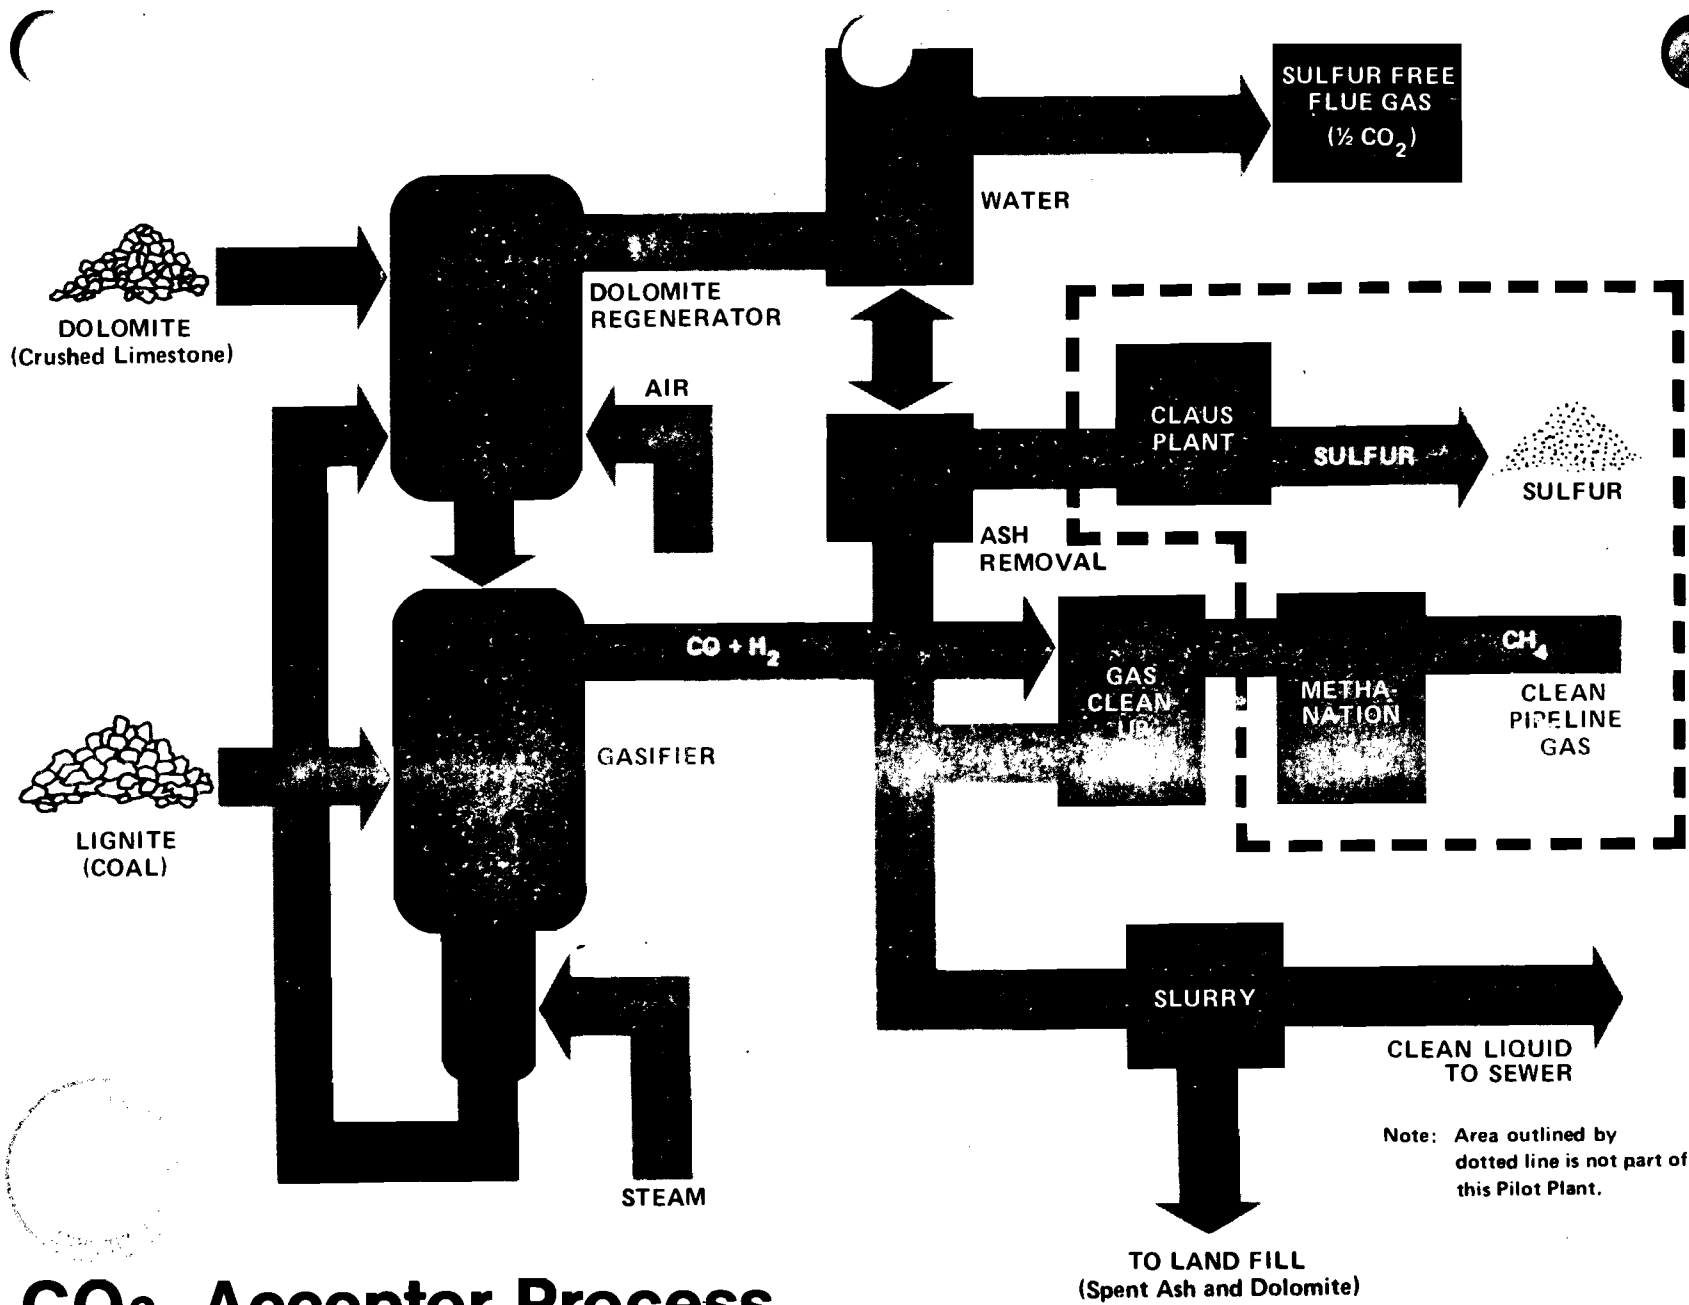 SULFUR FREE
FLUE GAS
(½ CO₂)
WATER
DOLOMITE
(Crushed Limestone)
DOLOMITE
REGENERATOR
AIR
CLAUS
PLANT
SULFUR
SULFUR
ASH
REMOVAL
CO + H₂
GAS
CLEAN-
UP
METHA-
NATION
CH₄
CLEAN
PIPELINE
GAS
GASIFIER
LIGNITE
(COAL)
SLURRY
CLEAN LIQUID
TO SEWER
STEAM
Note: Area outlined by
dotted line is not part of
this Pilot Plant.
TO LAND FILL
(Spent Ash and Dolomite)
CO₂ Acceptor Process